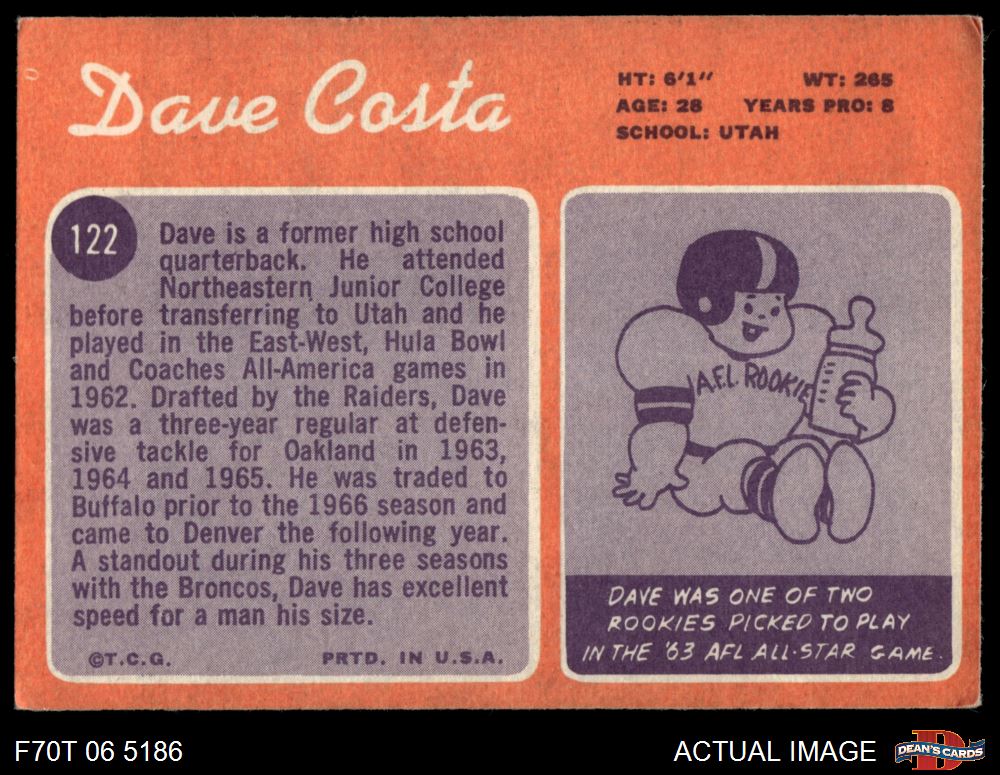 Dave Costa
HT: 6'1" WT: 265
AGE: 28 YEARS PRO: 8
SCHOOL: UTAH
122
Dave is a former high school
quarterback. He attended
Northeastern Junior College
before transferring to Utah and he
played in the East-West, Hula Bowl
and Coaches All-America games in
1962. Drafted by the Raiders, Dave
was a three-year regular at defen-
sive tackle for Oakland in 1963,
1964 and 1965. He was traded to
Buffalo prior to the 1966 season and
came to Denver the following year.
A standout during his three seasons
with the Broncos, Dave has excellent
speed for a man his size.
©T.C.G. PRTD. IN U.S.A.
A.F.L. ROOKIE
DAVE WAS ONE OF TWO
ROOKIES PICKED TO PLAY
IN THE '63 AFL ALL-STAR GAME.
F70T 06 5186
ACTUAL IMAGE
D
DEAN'S CARDS